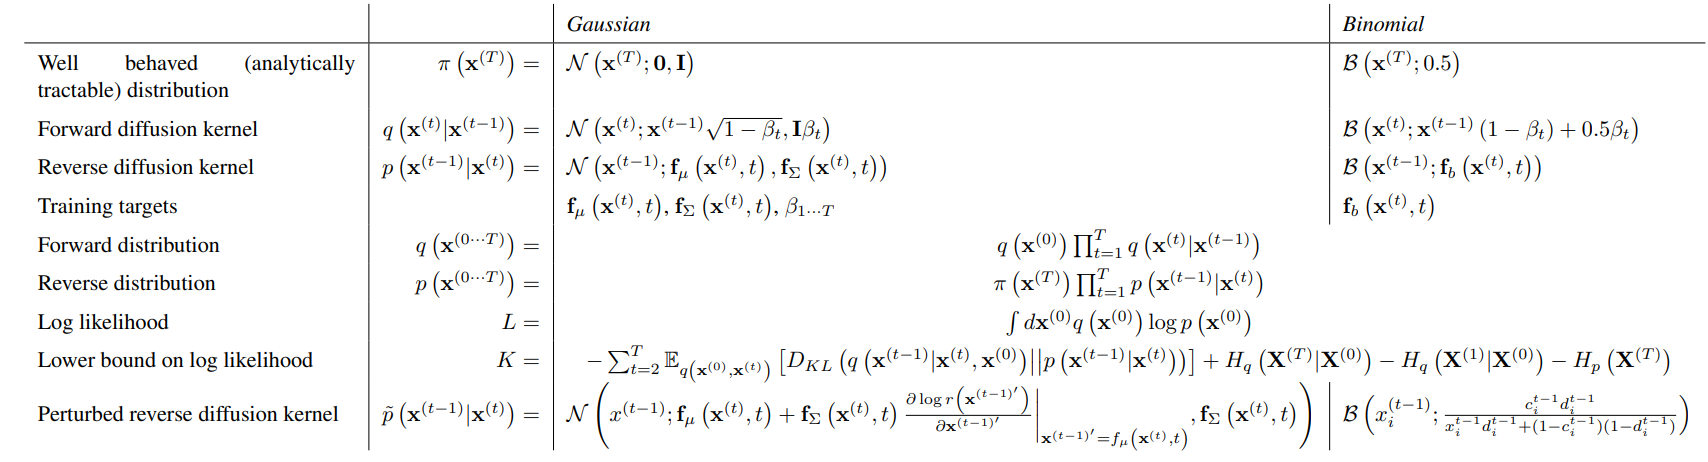 Gaussian Binomial
Well behaved (analytically π(x^(T)) = 𝒩(x^(T); 0, I) ℬ(x^(T); 0.5)
tractable) distribution
Forward diffusion kernel q(x^(t)|x^(t−1)) = 𝒩(x^(t); x^(t−1)√(1 − β_t), Iβ_t) ℬ(x^(t); x^(t−1)(1 − β_t) + 0.5β_t)
Reverse diffusion kernel p(x^(t−1)|x^(t)) = 𝒩(x^(t−1); f_μ(x^(t), t), f_Σ(x^(t), t)) ℬ(x^(t−1); f_b(x^(t), t))
Training targets f_μ(x^(t), t), f_Σ(x^(t), t), β_{1⋯T} f_b(x^(t), t)
Forward distribution q(x^(0⋯T)) = q(x^(0)) ∏_{t=1}^{T} q(x^(t)|x^(t−1))
Reverse distribution p(x^(0⋯T)) = π(x^(T)) ∏_{t=1}^{T} p(x^(t−1)|x^(t))
Log likelihood L = ∫ dx^(0) q(x^(0)) log p(x^(0))
Lower bound on log likelihood K = −∑_{t=2}^{T} 𝔼_{q(x^(0),x^(t))}[D_{KL}(q(x^(t−1)|x^(t), x^(0))||p(x^(t−1)|x^(t)))] + H_q(X^(T)|X^(0)) − H_q(X^(1)|X^(0)) − H_p(X^(T))
Perturbed reverse diffusion kernel p̃(x^(t−1)|x^(t)) = 𝒩(x^(t−1); f_μ(x^(t), t) + f_Σ(x^(t), t) ∂ log r(x^(t−1)′)/∂x^(t−1)′ |_{x^(t−1)′=f_μ(x^(t),t)}, f_Σ(x^(t), t)) ℬ(x_i^(t−1); c_i^{t−1}d_i^{t−1}/(x_i^{t−1}d_i^{t−1}+(1−c_i^{t−1})(1−d_i^{t−1})))